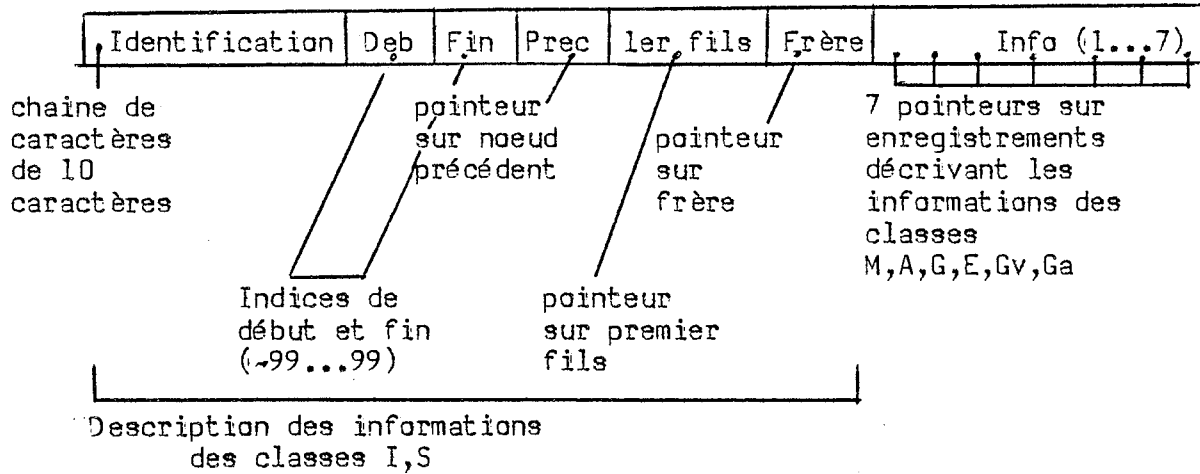 Identification Deb Fin Prec 1er fils Frère Info (1...7)
chaine de
caractères
de 10
caractères
pointeur
sur noeud
précédent
pointeur
sur
frère
7 pointeurs sur
enregistrements
décrivant les
informations des
classes
M,A,G,E,Gv,Ga
Indices de
début et fin
(-99...99)
pointeur
sur premier
fils
Description des informations
des classes I,S